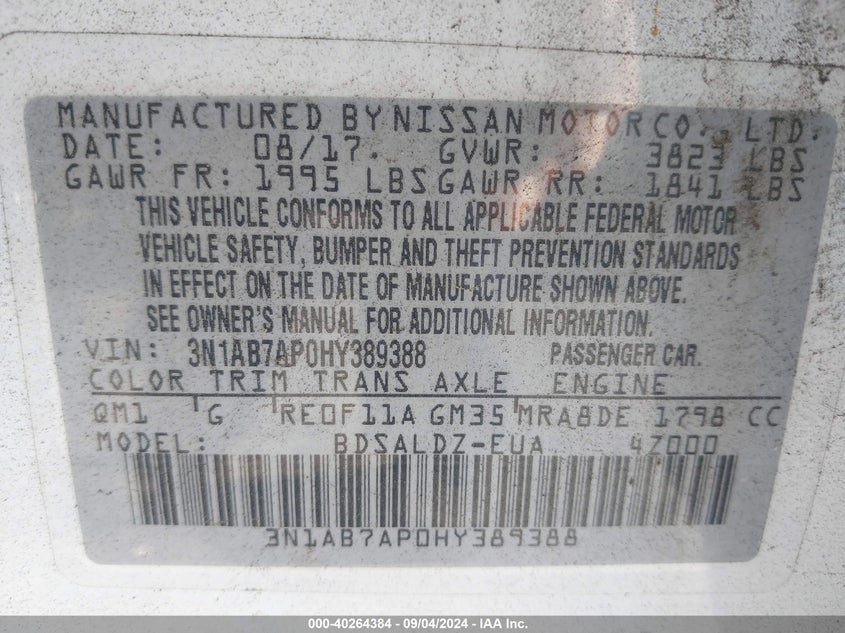 MANUFACTURED BY NISSAN MOTOR CO., LTD.
DATE: 08/17. GVWR: 3823 LBS
GAWR FR: 1995 LBS GAWR RR: 1841 LBS
THIS VEHICLE CONFORMS TO ALL APPLICABLE FEDERAL MOTOR
VEHICLE SAFETY, BUMPER AND THEFT PREVENTION STANDARDS
IN EFFECT ON THE DATE OF MANUFACTURE SHOWN ABOVE.
SEE OWNER'S MANUAL FOR ADDITIONAL INFORMATION.
VIN: 3N1AB7AP0HY389388 PASSENGER CAR.
COLOR TRIM TRANS AXLE ENGINE
QM1 G RE0F11A GM35 MRA8DE 1798 CC
MODEL: BDSALDZ-EUA 4Z000
3N1AB7AP0HY389388
000-40264384 - 09/04/2024 - IAA Inc.